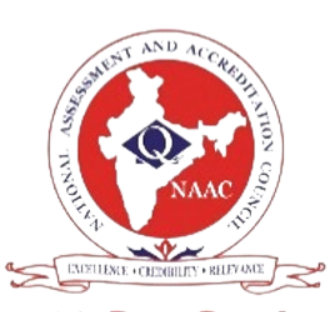 NATIONAL ASSESSMENT AND ACCREDITATION COUNCIL
Q
NAAC
EXCELLENCE • CREDIBILITY • RELEVANCE